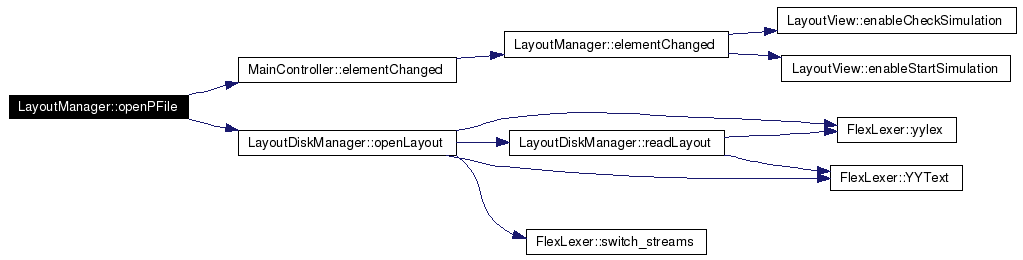 LayoutView::enableCheckSimulation
LayoutManager::elementChanged
MainController::elementChanged
LayoutView::enableStartSimulation
LayoutManager::openPFile
FlexLexer::yylex
LayoutDiskManager::openLayout
LayoutDiskManager::readLayout
FlexLexer::YYText
FlexLexer::switch_streams